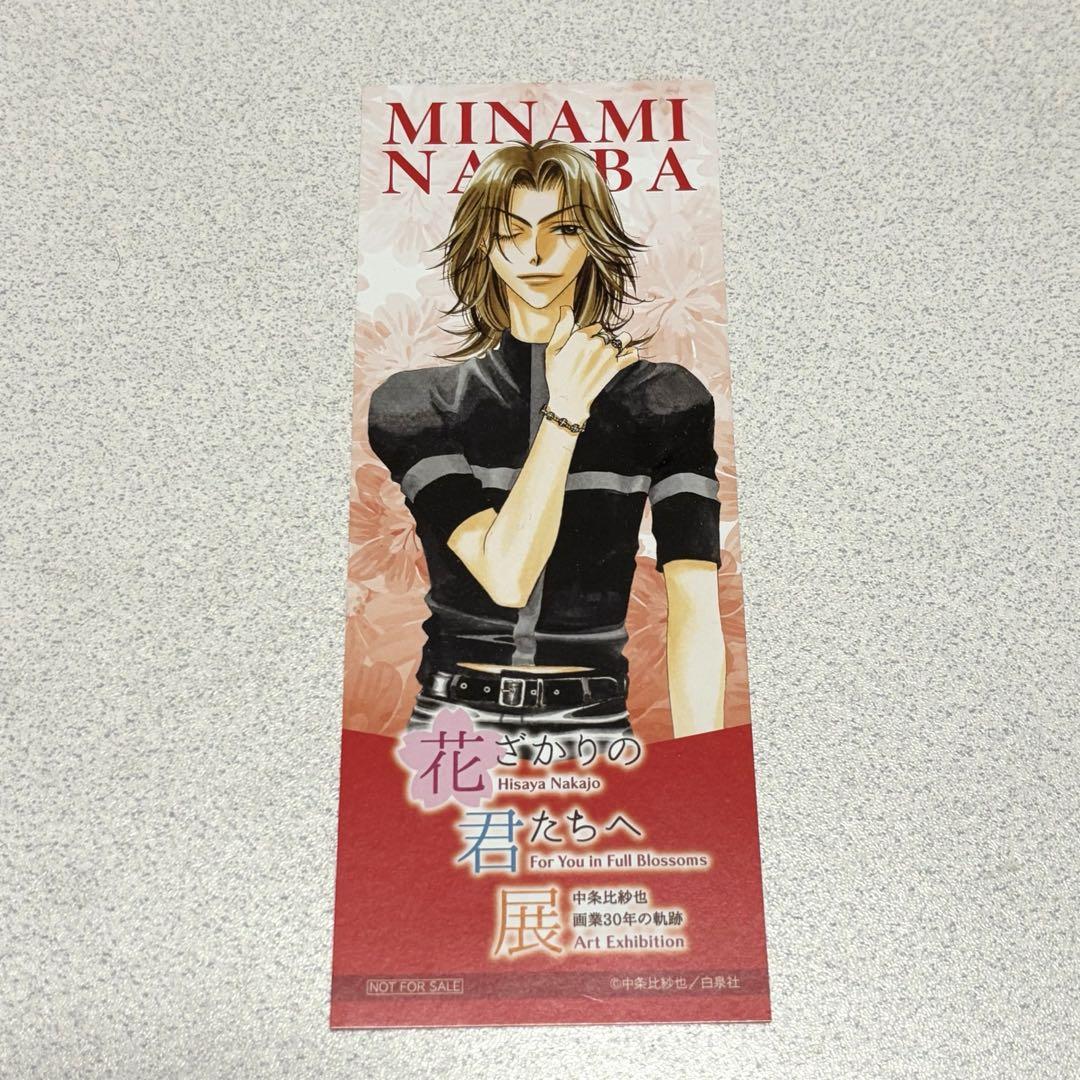 MINAMI
NA BA
花ざかりの
Hisaya Nakajo
君たちへ
For You in Full Blossoms
展
中条比紗也
画業30年の軌跡
Art Exhibition
NOT FOR SALE
©中条比紗也/白泉社